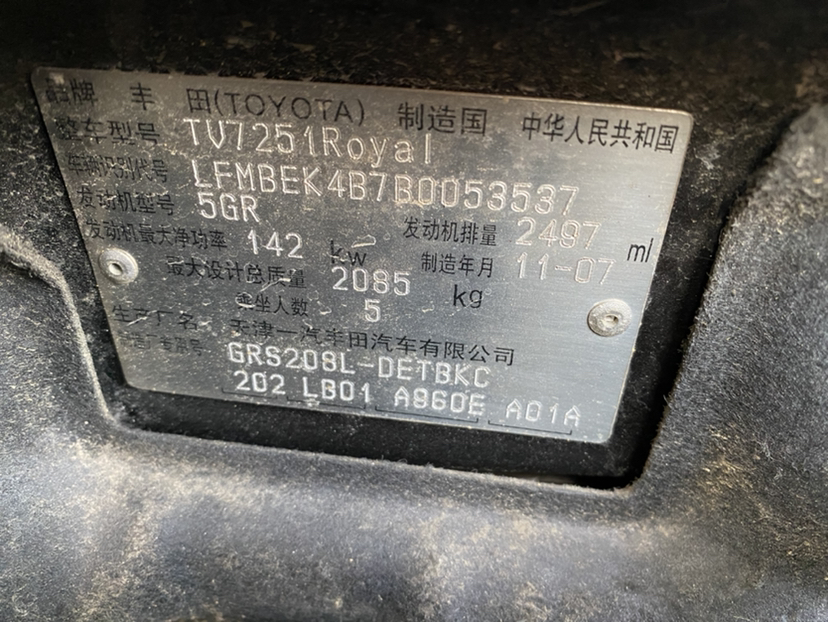 品牌 丰 田(TOYOTA) 制造国 中华人民共和国
整车型号 TV7251Royal
车辆识别代号 LFMBEK4B7B0053537
发动机型号 5GR 发动机排量 2497 ml
发动机最大净功率 142 kw 制造年月 11-07
最大设计总质量 2085 kg
乘坐人数 5
生产厂名 天津一汽丰田汽车有限公司
GRS208L-DETBKC
202 LB01 A960E A01A